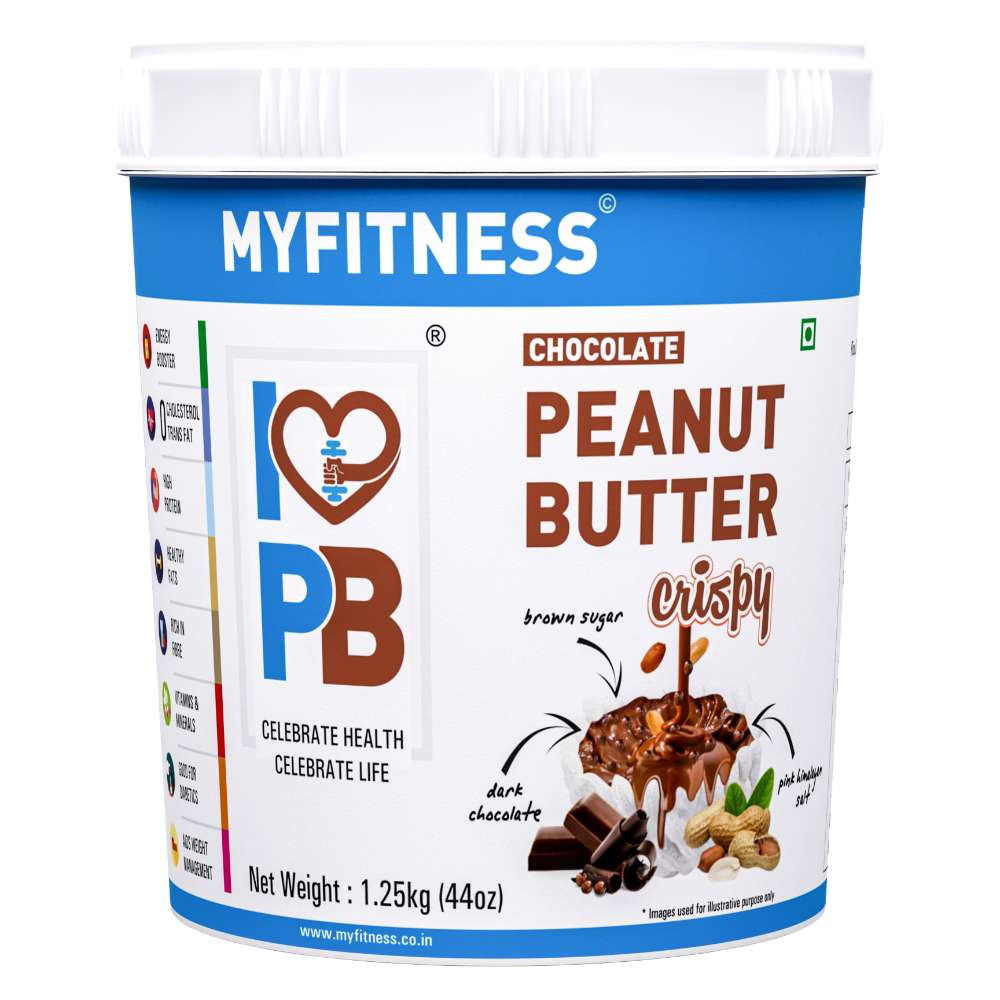 MYFITNESS©
ENERGY
BOOSTER
0 CHOLESTEROL
TRANS FAT
HIGH
PROTEIN
HEALTHY
FATS
RICH IN
FIBRE
VITAMINS &
MINERALS
GOOD FOR
DIABETICS
AIDS WEIGHT
MANAGEMENT
®
I
PB
CELEBRATE HEALTH
CELEBRATE LIFE
Net Weight : 1.25kg (44oz)
CHOCOLATE
PEANUT
BUTTER
crispy
brown sugar
dark
chocolate
pink himalayan
salt
* Images used for illustrative purpose only
www.myfitness.co.in